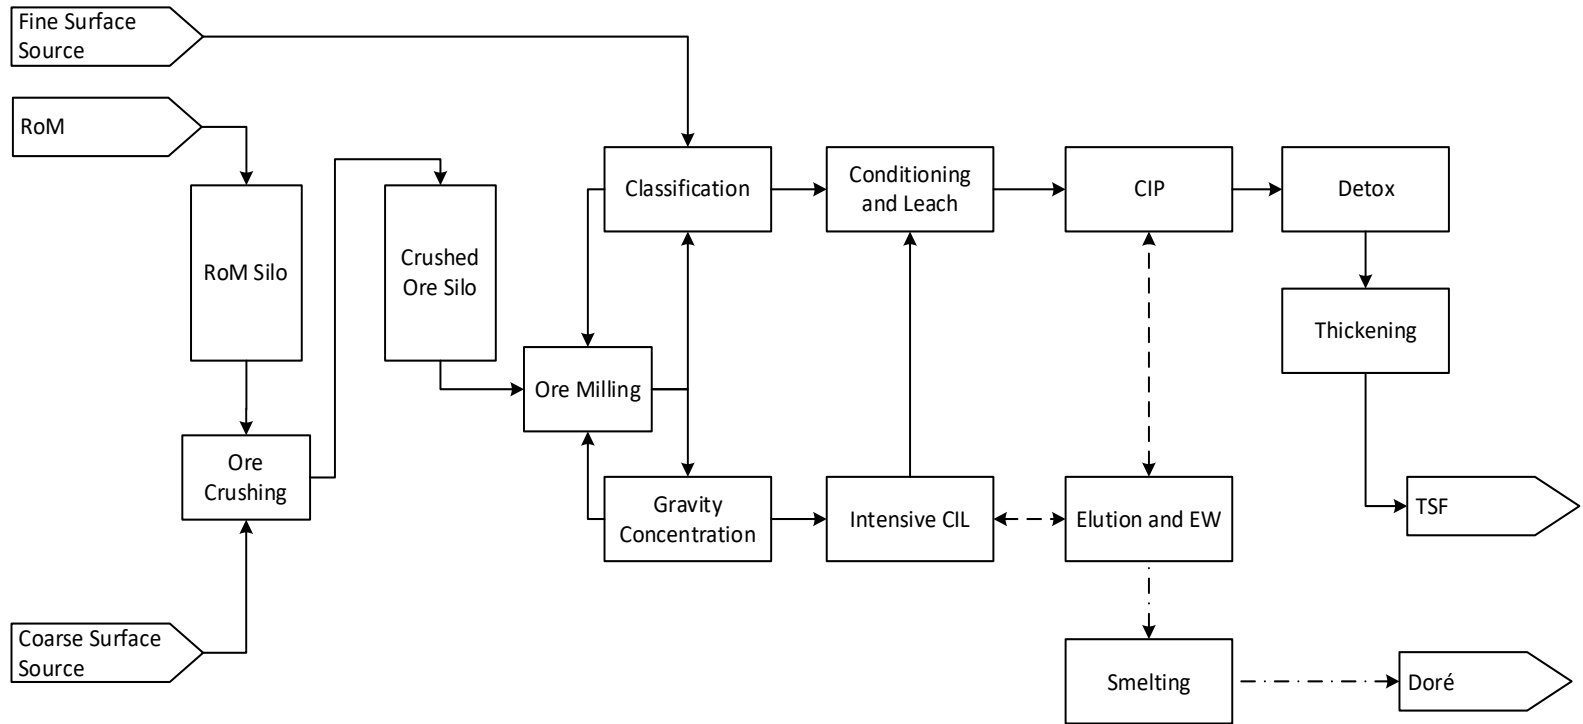 Fine Surface
Source
RoM
RoM Silo
Ore
Crushing
Coarse Surface
Source
Crushed
Ore Silo
Ore Milling
Classification
Gravity
Concentration
Conditioning
and Leach
Intensive CIL
CIP
Elution and EW
Smelting
Detox
Thickening
TSF
Doré